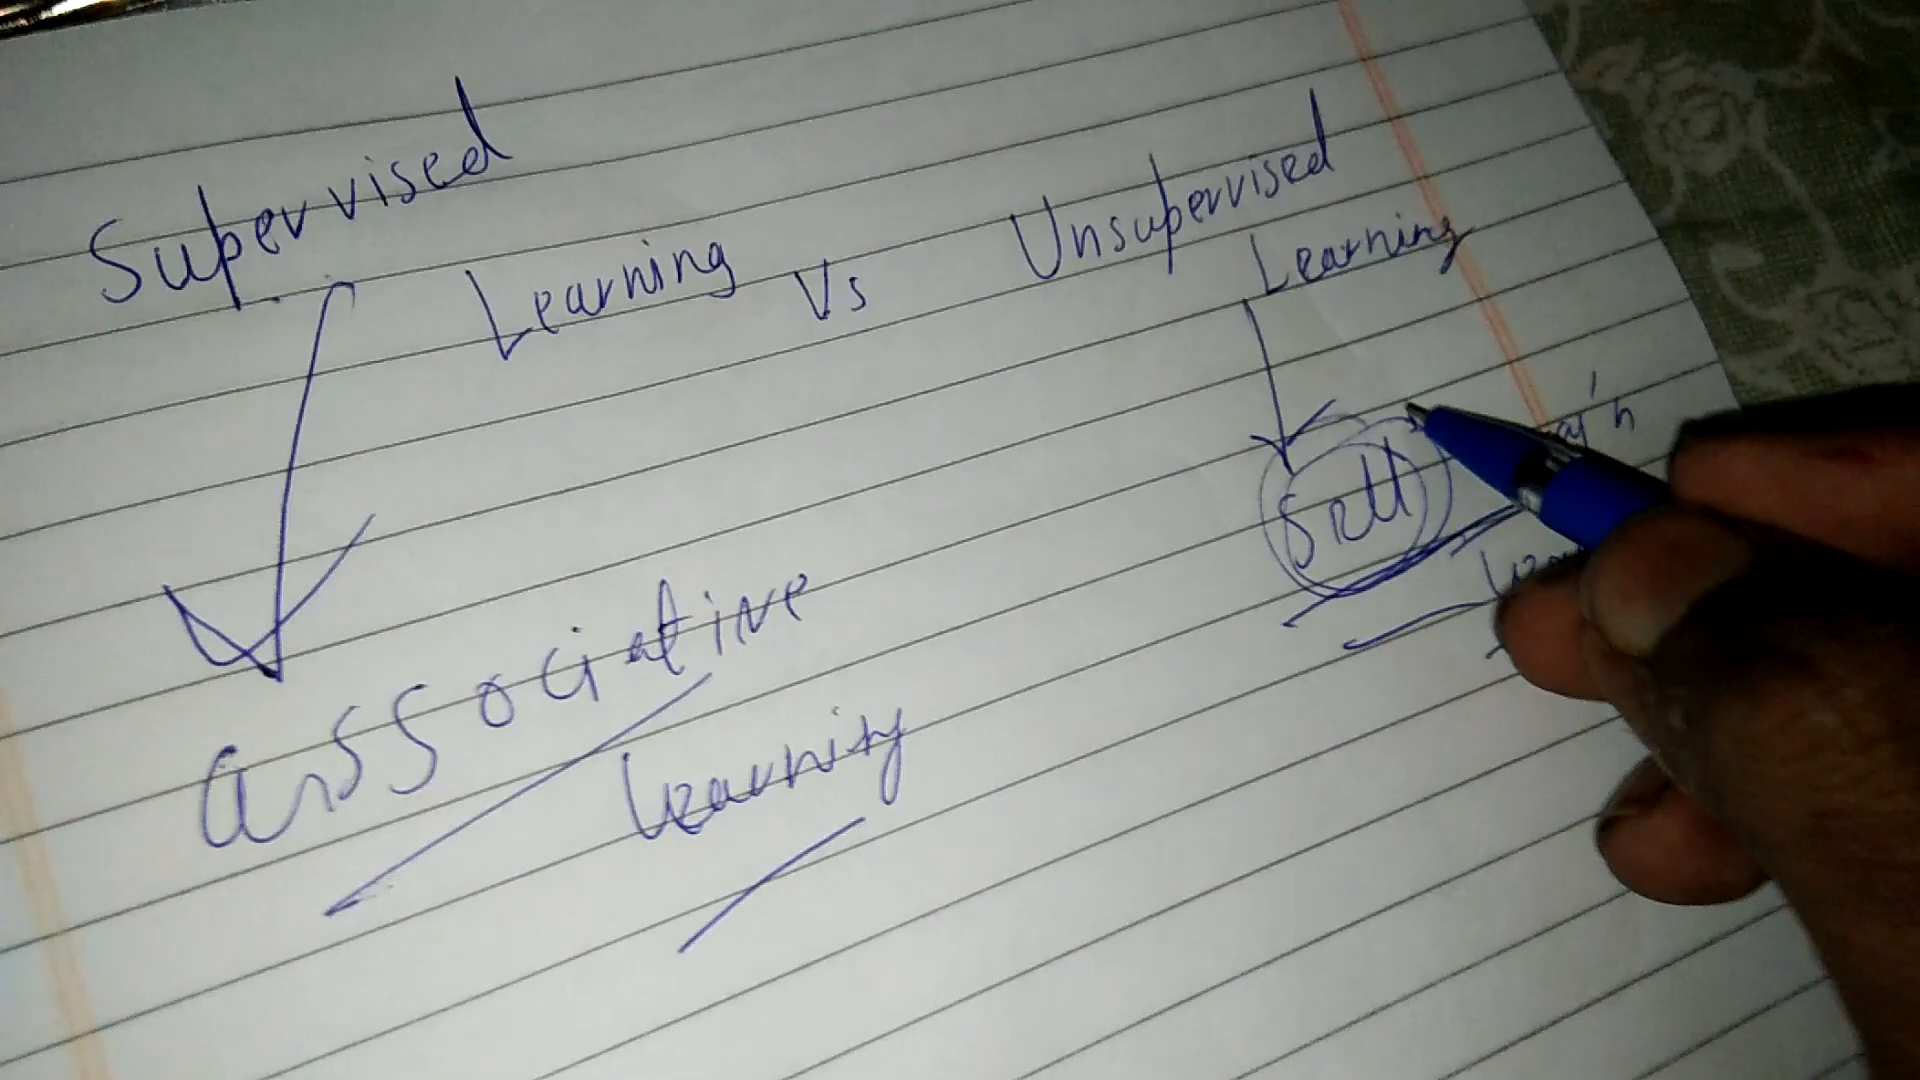 Supervised Learning Vs Unsupervised Learning
Self
associative
learning